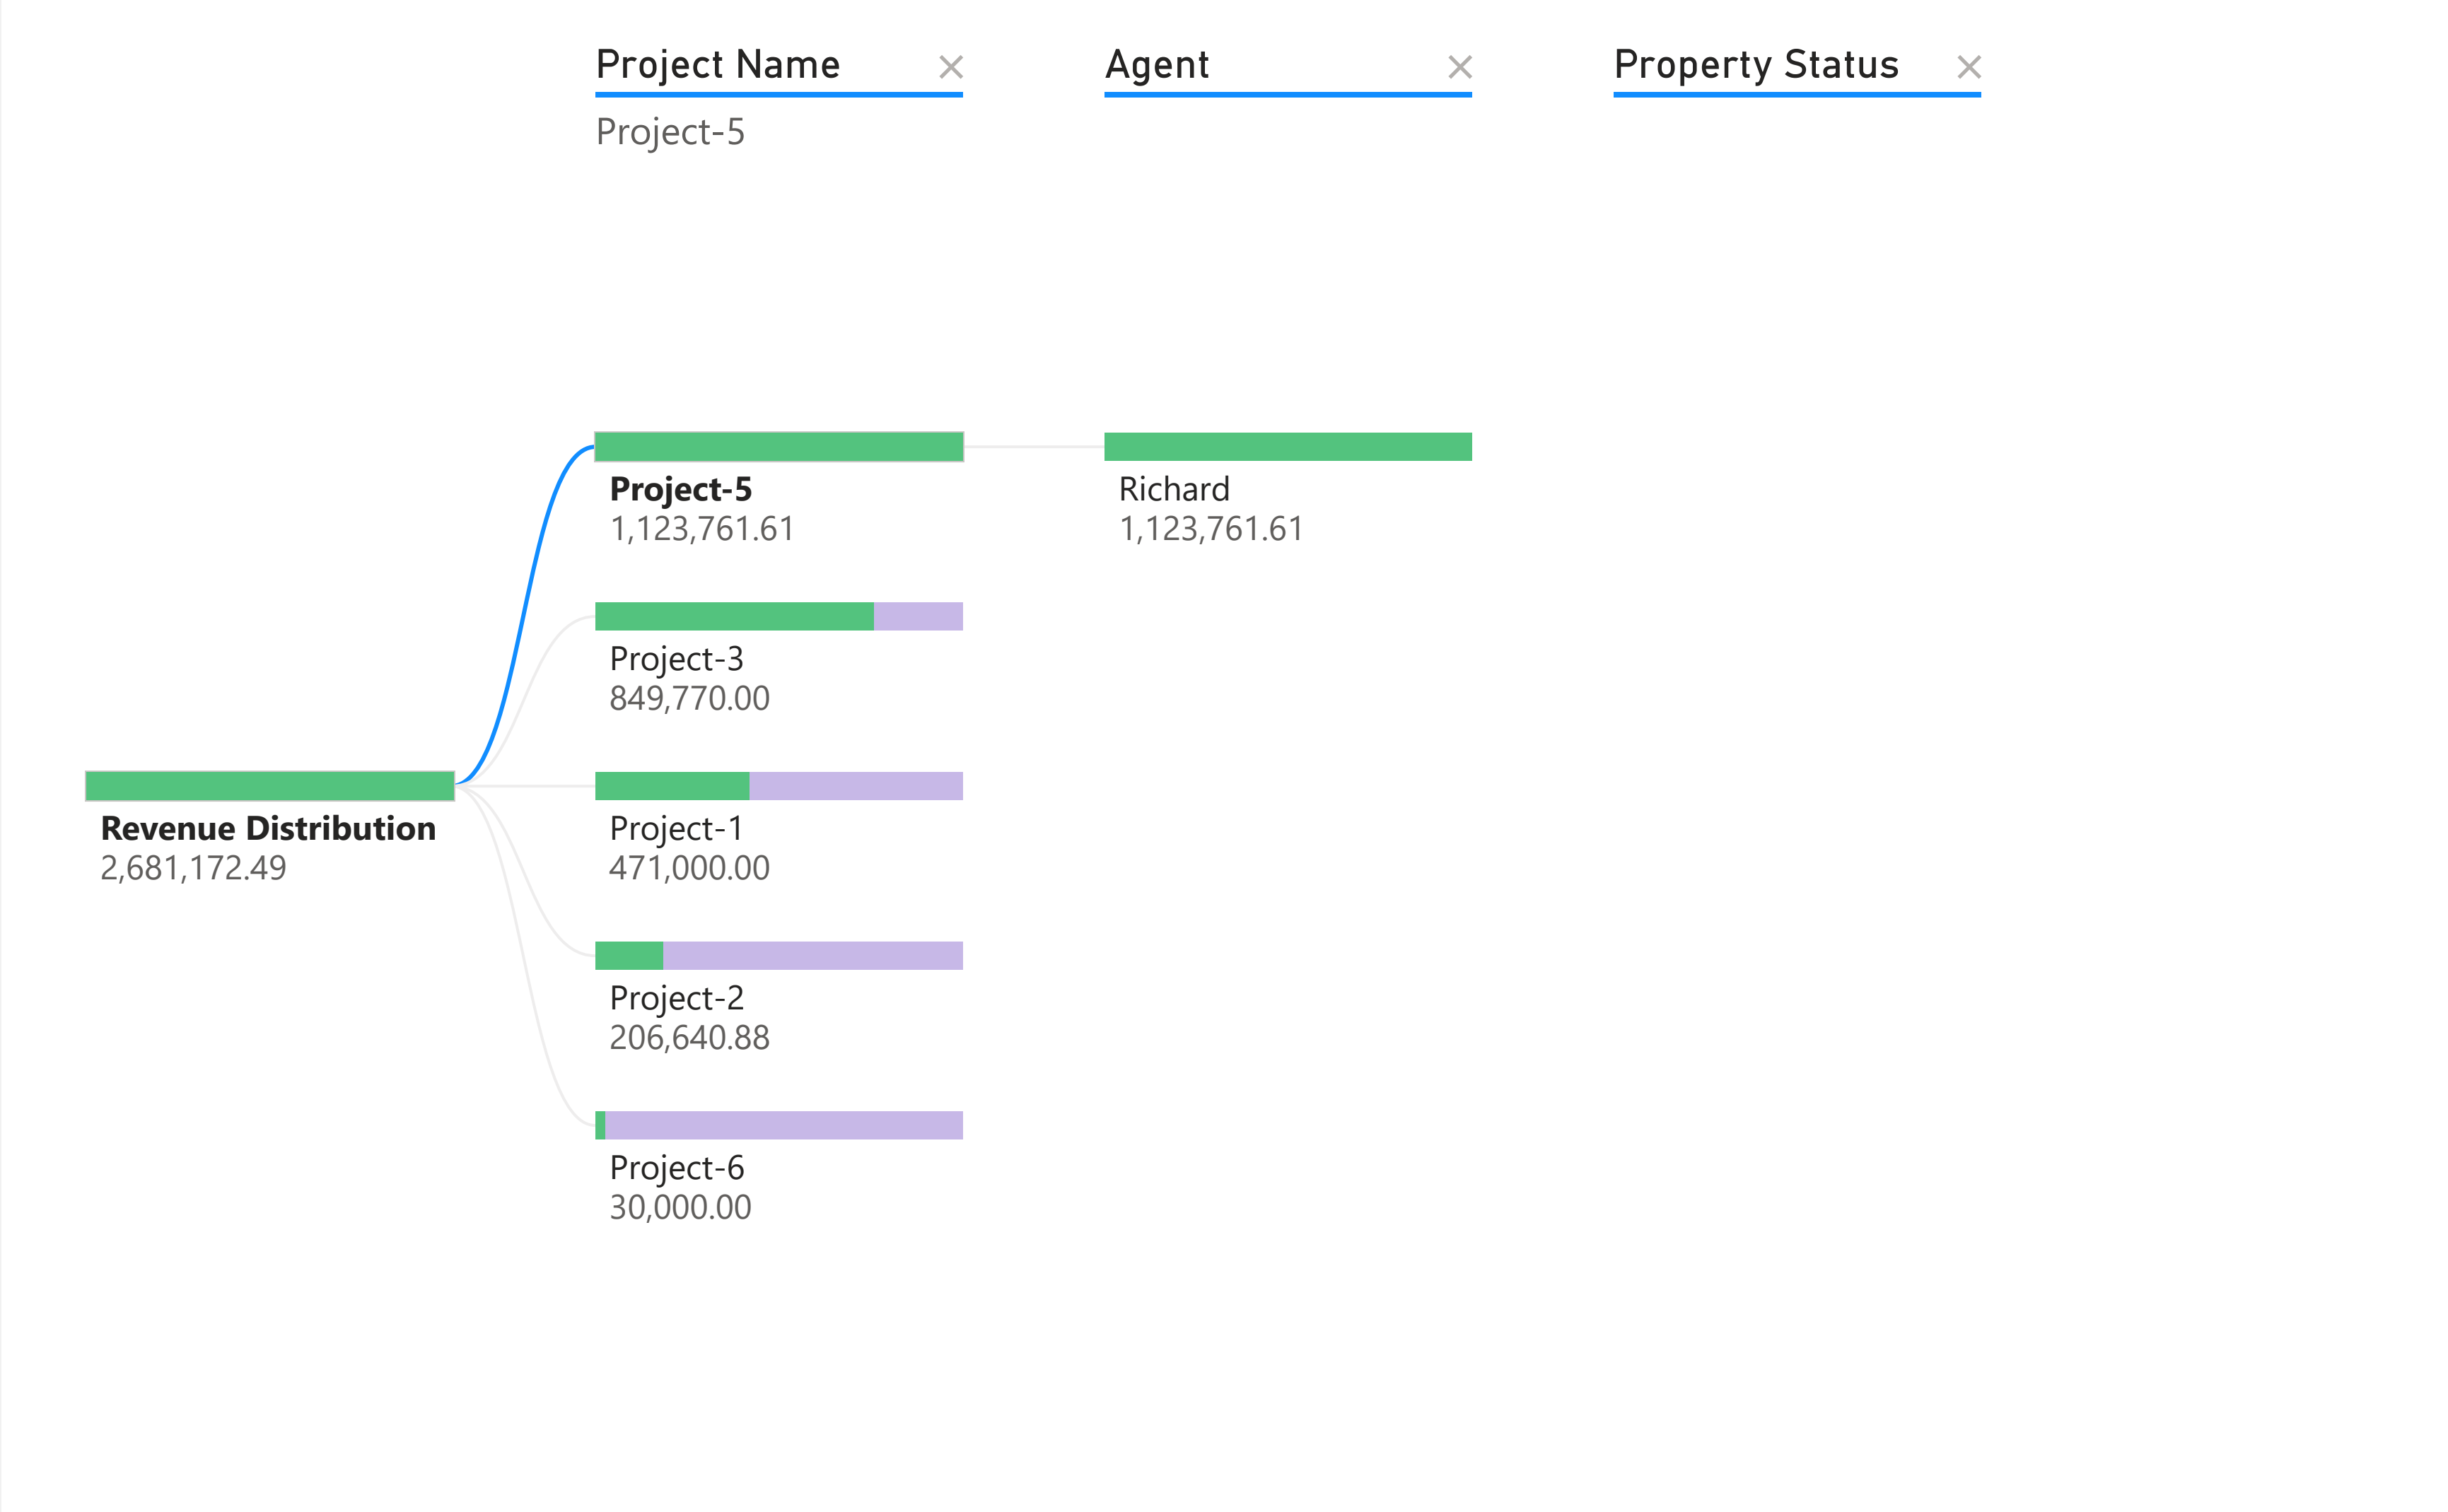 Project Name
Agent
Property Status
Project-5
Project-5
1,123,761.61
Richard
1,123,761.61
Project-3
849,770.00
Revenue Distribution
2,681,172.49
Project-1
471,000.00
Project-2
206,640.88
Project-6
30,000.00